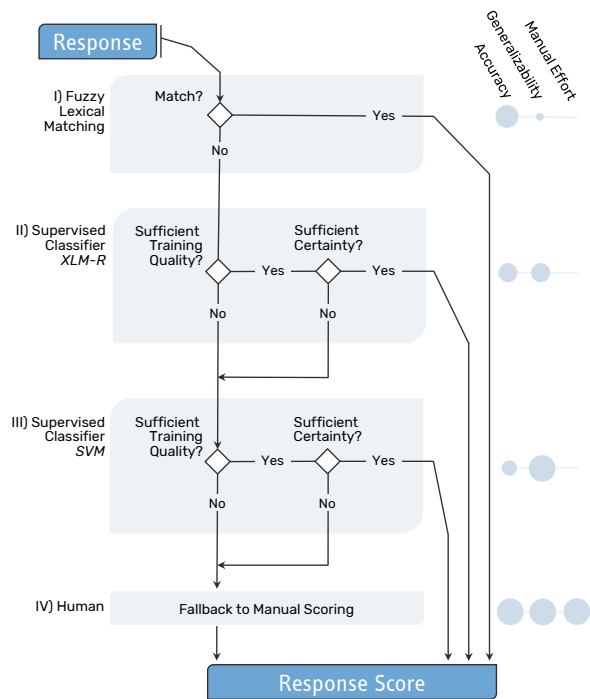 Response
Accuracy
Generalizability
Manual Effort
I) Fuzzy
Lexical
Matching
Match?
Yes
No
II) Supervised
Classifier
XLM-R
Sufficient
Training
Quality?
Sufficient
Certainty?
Yes
Yes
No
No
III) Supervised
Classifier
SVM
Sufficient
Training
Quality?
Sufficient
Certainty?
Yes
Yes
No
No
IV) Human
Fallback to Manual Scoring
Response Score